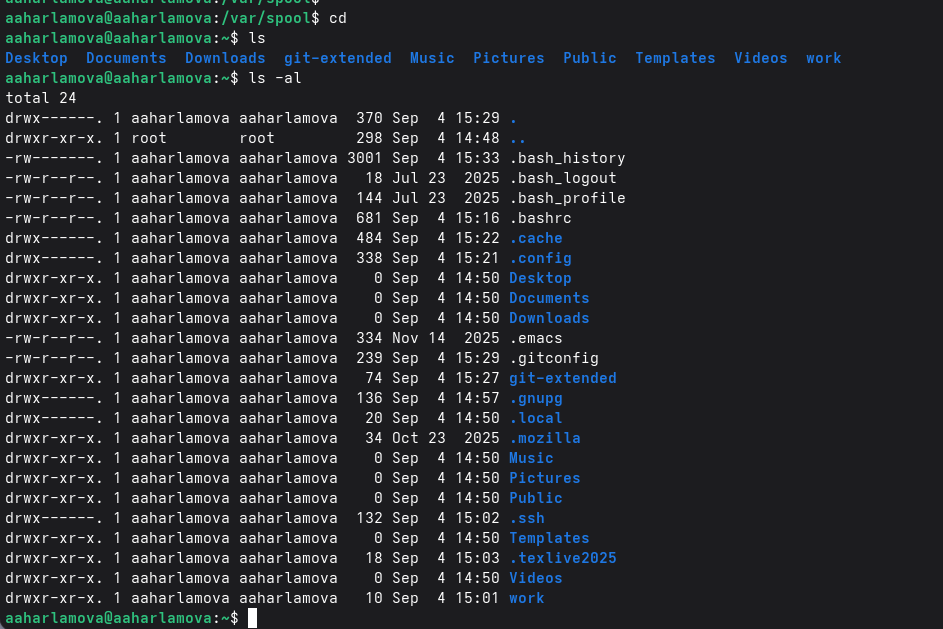 aaharlamova@aaharlamova:/var/spool$
aaharlamova@aaharlamova:/var/spool$ cd
aaharlamova@aaharlamova:~$ ls
Desktop  Documents  Downloads  git-extended  Music  Pictures  Public  Templates  Videos  work
aaharlamova@aaharlamova:~$ ls -al
total 24
drwx------. 1 aaharlamova aaharlamova  370 Sep  4 15:29 .
drwxr-xr-x. 1 root        root         298 Sep  4 14:48 ..
-rw-------. 1 aaharlamova aaharlamova 3001 Sep  4 15:33 .bash_history
-rw-r--r--. 1 aaharlamova aaharlamova   18 Jul 23  2025 .bash_logout
-rw-r--r--. 1 aaharlamova aaharlamova  144 Jul 23  2025 .bash_profile
-rw-r--r--. 1 aaharlamova aaharlamova  681 Sep  4 15:16 .bashrc
drwx------. 1 aaharlamova aaharlamova  484 Sep  4 15:22 .cache
drwx------. 1 aaharlamova aaharlamova  338 Sep  4 15:21 .config
drwxr-xr-x. 1 aaharlamova aaharlamova    0 Sep  4 14:50 Desktop
drwxr-xr-x. 1 aaharlamova aaharlamova    0 Sep  4 14:50 Documents
drwxr-xr-x. 1 aaharlamova aaharlamova    0 Sep  4 14:50 Downloads
-rw-r--r--. 1 aaharlamova aaharlamova  334 Nov 14  2025 .emacs
-rw-r--r--. 1 aaharlamova aaharlamova  239 Sep  4 15:29 .gitconfig
drwxr-xr-x. 1 aaharlamova aaharlamova   74 Sep  4 15:27 git-extended
drwx------. 1 aaharlamova aaharlamova  136 Sep  4 14:57 .gnupg
drwx------. 1 aaharlamova aaharlamova   20 Sep  4 14:50 .local
drwxr-xr-x. 1 aaharlamova aaharlamova   34 Oct 23  2025 .mozilla
drwxr-xr-x. 1 aaharlamova aaharlamova    0 Sep  4 14:50 Music
drwxr-xr-x. 1 aaharlamova aaharlamova    0 Sep  4 14:50 Pictures
drwxr-xr-x. 1 aaharlamova aaharlamova    0 Sep  4 14:50 Public
drwx------. 1 aaharlamova aaharlamova  132 Sep  4 15:02 .ssh
drwxr-xr-x. 1 aaharlamova aaharlamova    0 Sep  4 14:50 Templates
drwxr-xr-x. 1 aaharlamova aaharlamova   18 Sep  4 15:03 .texlive2025
drwxr-xr-x. 1 aaharlamova aaharlamova    0 Sep  4 14:50 Videos
drwxr-xr-x. 1 aaharlamova aaharlamova   10 Sep  4 15:01 work
aaharlamova@aaharlamova:~$